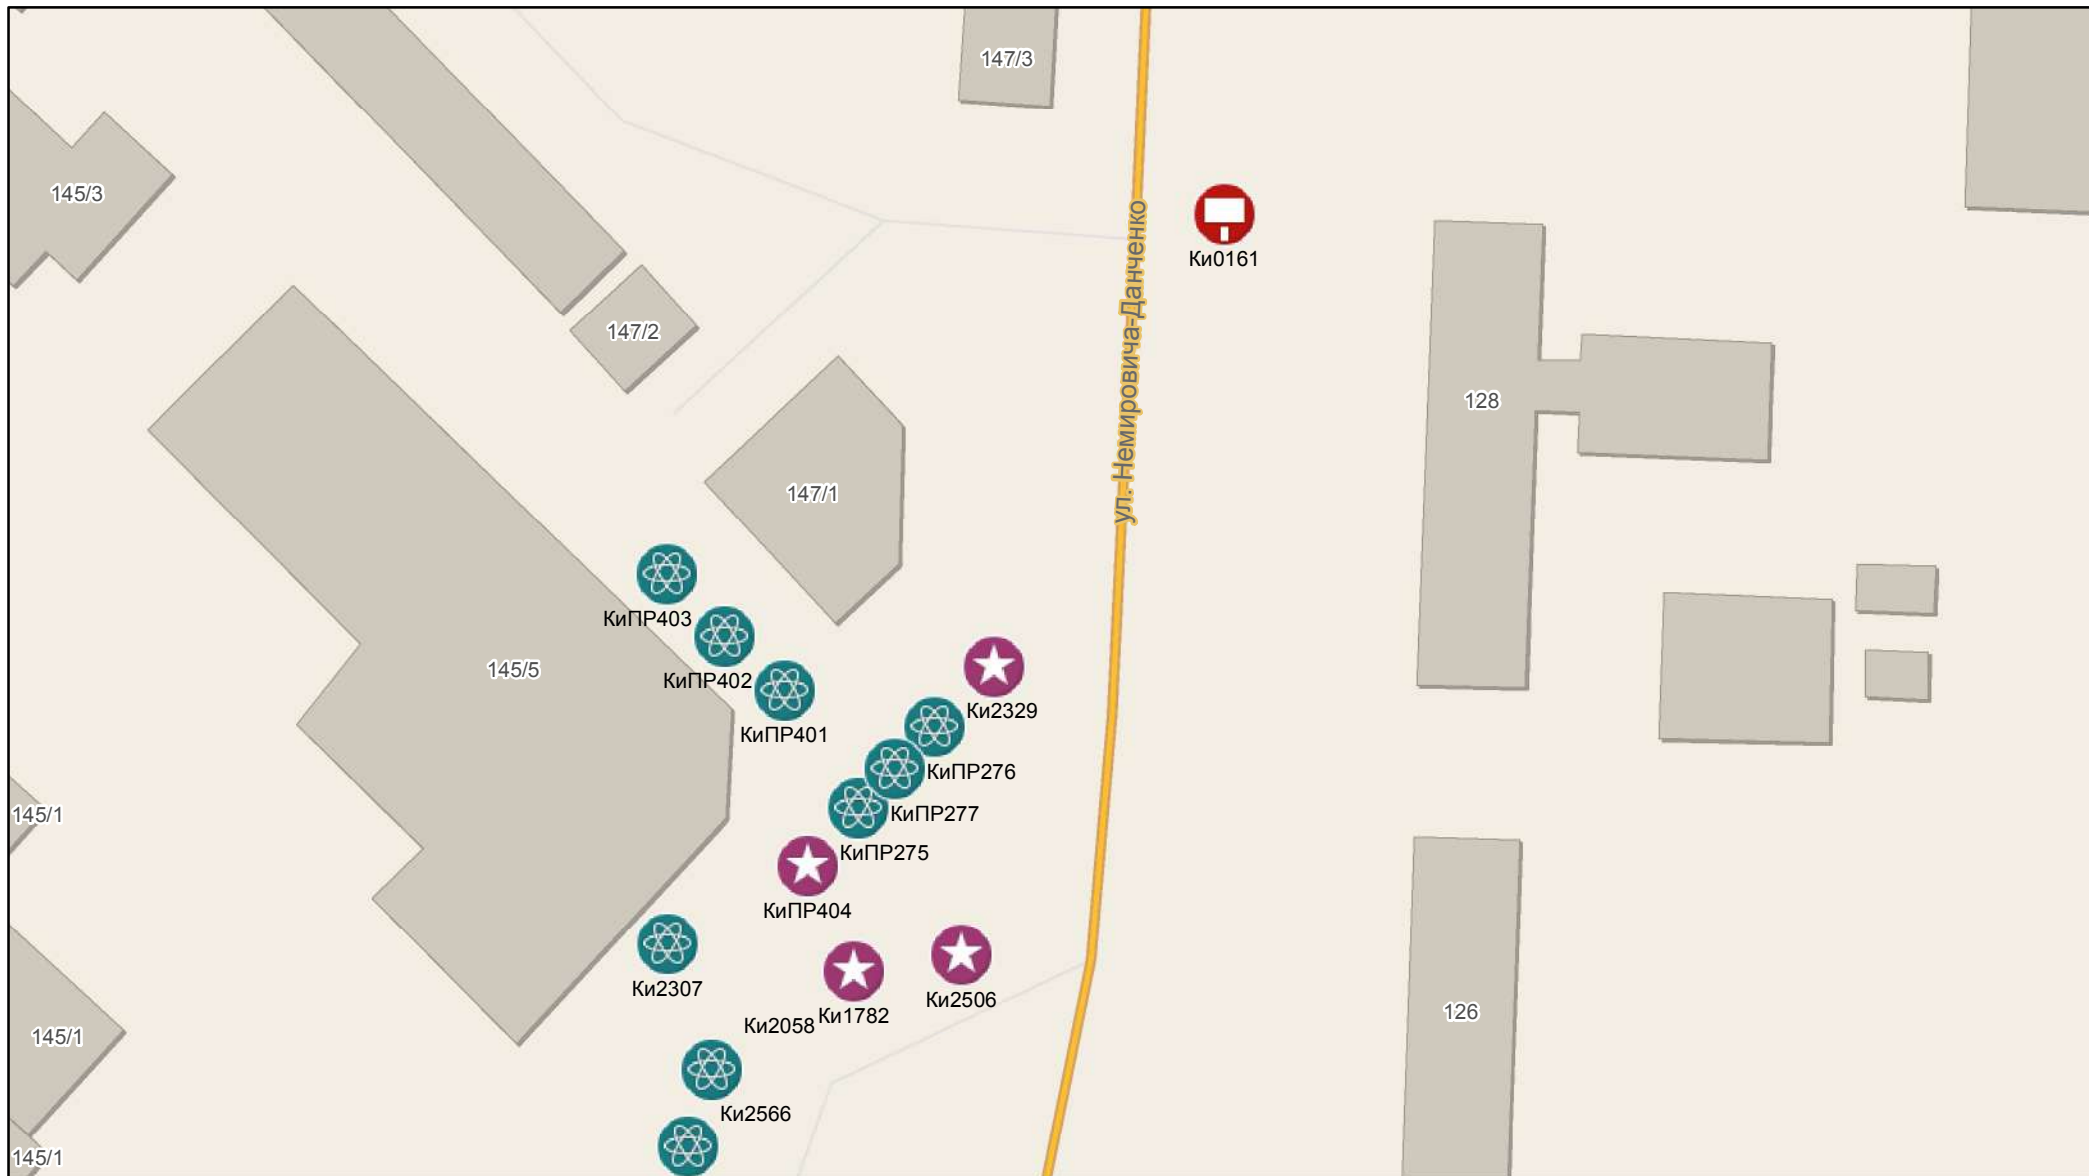 147/3
145/3
ул. Немировича-Данченко
Ки0161
147/2
128
147/1
КиПР403
145/5
КиПР402
Ки2329
КиПР401
КиПР276
145/1
КиПР277
КиПР275
КиПР404
Ки2307
Ки2506
126
Ки1782
Ки2058
145/1
Ки2566
145/1